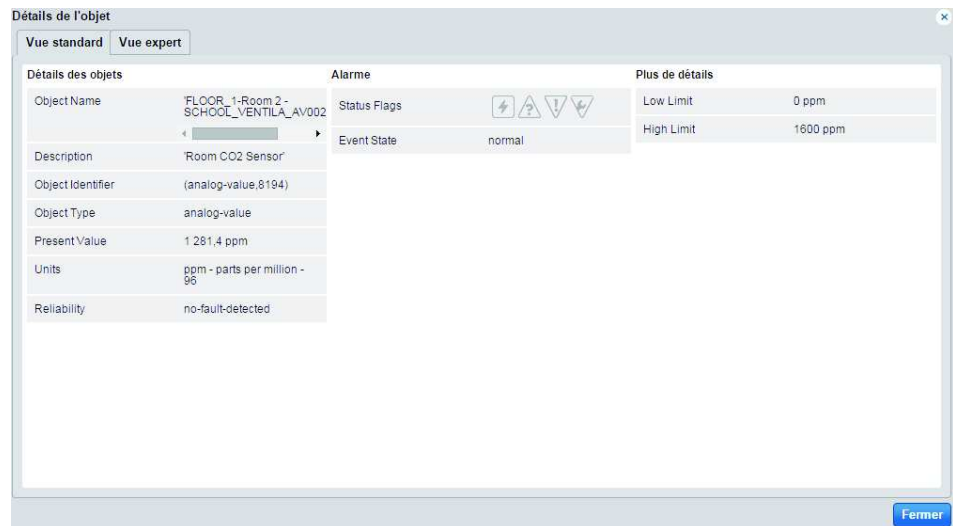 Détails de l'objet
Vue standard Vue expert
Détails des objets
Object Name 'FLOOR_1-Room 2 -
SCHOOL_VENTILA_AV002
Description 'Room CO2 Sensor'
Object Identifier (analog-value,8194)
Object Type analog-value
Present Value 1 281,4 ppm
Units ppm - parts per million -
96
Reliability no-fault-detected
Alarme
Status Flags
Event State normal
Plus de détails
Low Limit 0 ppm
High Limit 1600 ppm
Fermer